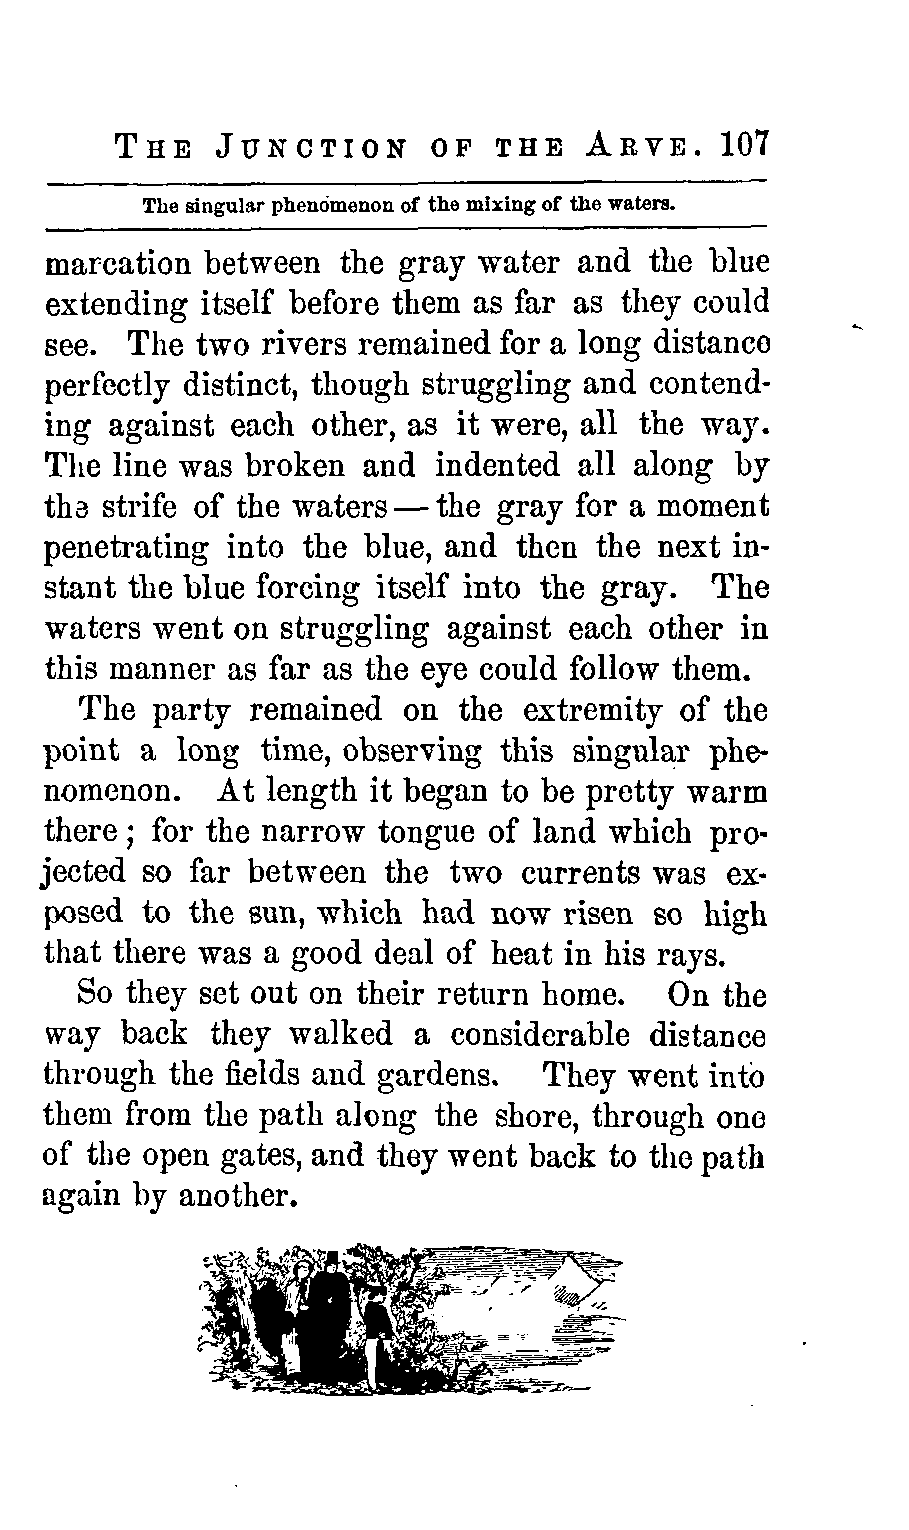 THE JUNCTION OF THE ARVE. 107
The singular phenomenon of the mixing of the waters.
marcation between the gray water and the blue
extending itself before them as far as they could
see. The two rivers remained for a long distance
perfectly distinct, though struggling and contend-
ing against each other, as it were, all the way.
The line was broken and indented all along by
the strife of the waters — the gray for a moment
penetrating into the blue, and then the next in-
stant the blue forcing itself into the gray. The
waters went on struggling against each other in
this manner as far as the eye could follow them.
The party remained on the extremity of the
point a long time, observing this singular phe-
nomenon. At length it began to be pretty warm
there; for the narrow tongue of land which pro-
jected so far between the two currents was ex-
posed to the sun, which had now risen so high
that there was a good deal of heat in his rays.
So they set out on their return home. On the
way back they walked a considerable distance
through the fields and gardens. They went into
them from the path along the shore, through one
of the open gates, and they went back to the path
again by another.